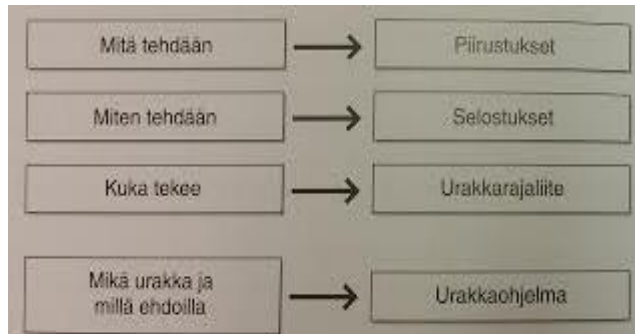 Mitä tehdään
Piirustukset
Miten tehdään
Selostukset
Kuka tekee
Urakkarajaliite
Mikä urakka ja
millä ehdoilla
Urakkaohjelma